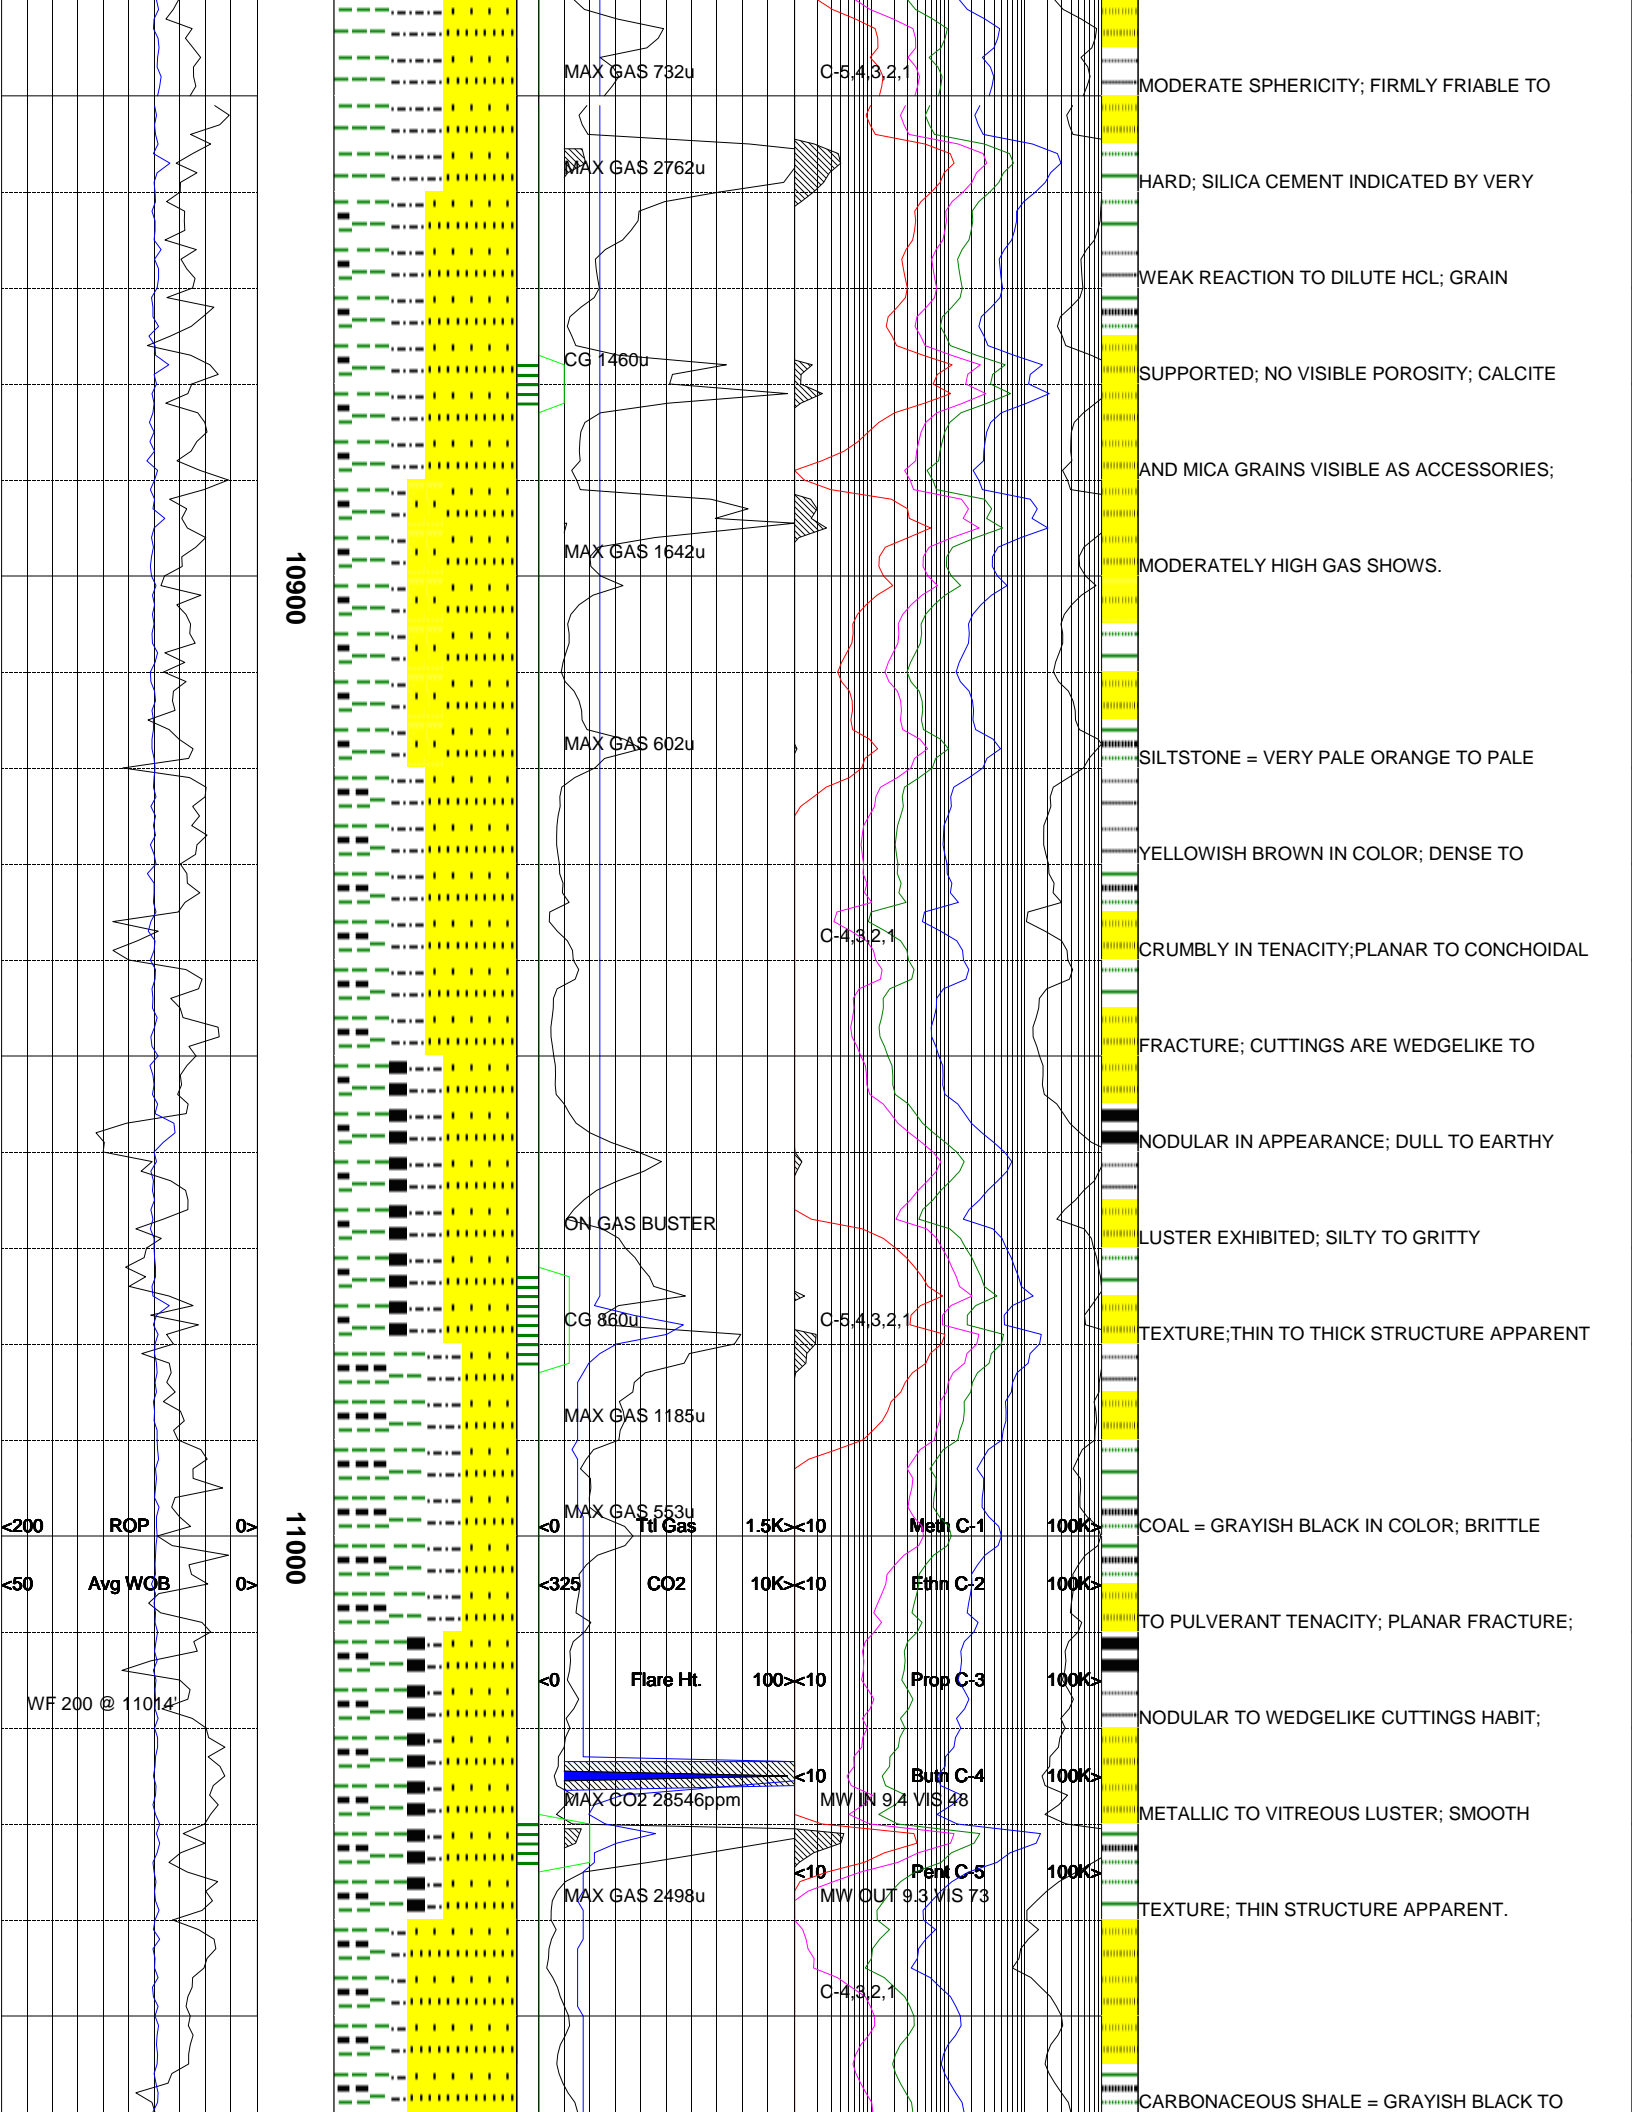 MAX GAS 732u
C-5,4,3,2,1
MODERATE SPHERICITY; FIRMLY FRIABLE TO
MAX GAS 2762u
HARD; SILICA CEMENT INDICATED BY VERY
WEAK REACTION TO DILUTE HCL; GRAIN
CG 1460u
SUPPORTED; NO VISIBLE POROSITY; CALCITE
AND MICA GRAINS VISIBLE AS ACCESSORIES;
10900
MAX GAS 1642u
MODERATELY HIGH GAS SHOWS.
MAX GAS 602u
SILTSTONE = VERY PALE ORANGE TO PALE
YELLOWISH BROWN IN COLOR; DENSE TO
C-4,3,2,1
CRUMBLY IN TENACITY;PLANAR TO CONCHOIDAL
FRACTURE; CUTTINGS ARE WEDGELIKE TO
NODULAR IN APPEARANCE; DULL TO EARTHY
ON GAS BUSTER
LUSTER EXHIBITED; SILTY TO GRITTY
CG 860u
C-5,4,3,2,1
TEXTURE;THIN TO THICK STRUCTURE APPARENT
MAX GAS 1185u
11000
MAX GAS 553u
<200 ROP 0>
<0 Ttl Gas 1.5K>
<10 Meth C-1 100K>
COAL = GRAYISH BLACK IN COLOR; BRITTLE
<50 Avg WOB 0>
<325 CO2 10K>
<10 Ethn C-2 100K>
TO PULVERANT TENACITY; PLANAR FRACTURE;
<0 Flare Ht. 100>
<10 Prop C-3 100K>
WF 200 @ 11014'
NODULAR TO WEDGELIKE CUTTINGS HABIT;
<10 Butn C-4 100K>
MAX CO2 28546ppm
MW IN 9.4 VIS 48
METALLIC TO VITREOUS LUSTER; SMOOTH
<10 Pent C-5 100K>
MAX GAS 2498u
MW OUT 9.3 VIS 73
TEXTURE; THIN STRUCTURE APPARENT.
C-4,3,2,1
CARBONACEOUS SHALE = GRAYISH BLACK TO